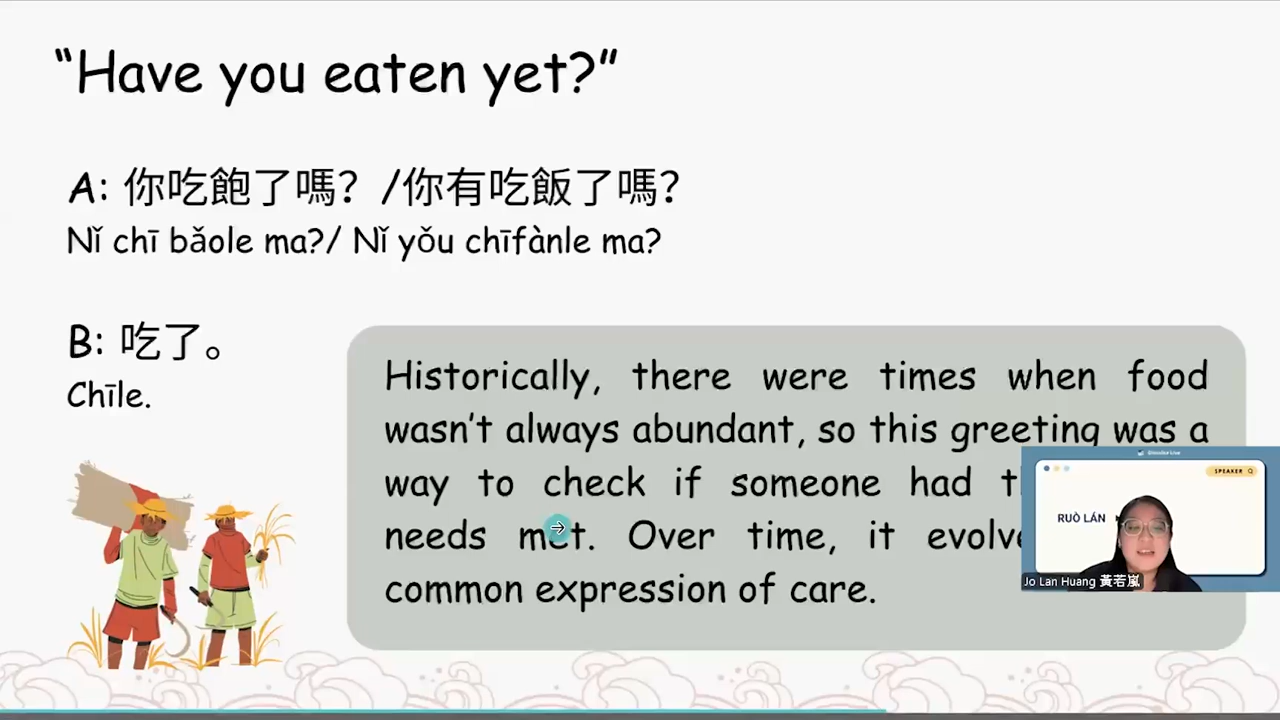 “Have you eaten yet?”
A: 你吃飽了嗎? /你有吃飯了嗎?
Nǐ chī bǎole ma?/ Nǐ yǒu chīfànle ma?
B: 吃了。
Chīle.
Historically, there were times when food
wasn't always abundant, so this greeting was a
way to check if someone had
needs met. Over time, it
common expression of care.
SPEAKER
RUÒ LÁN
Jo Lan Huang 黃若嵐